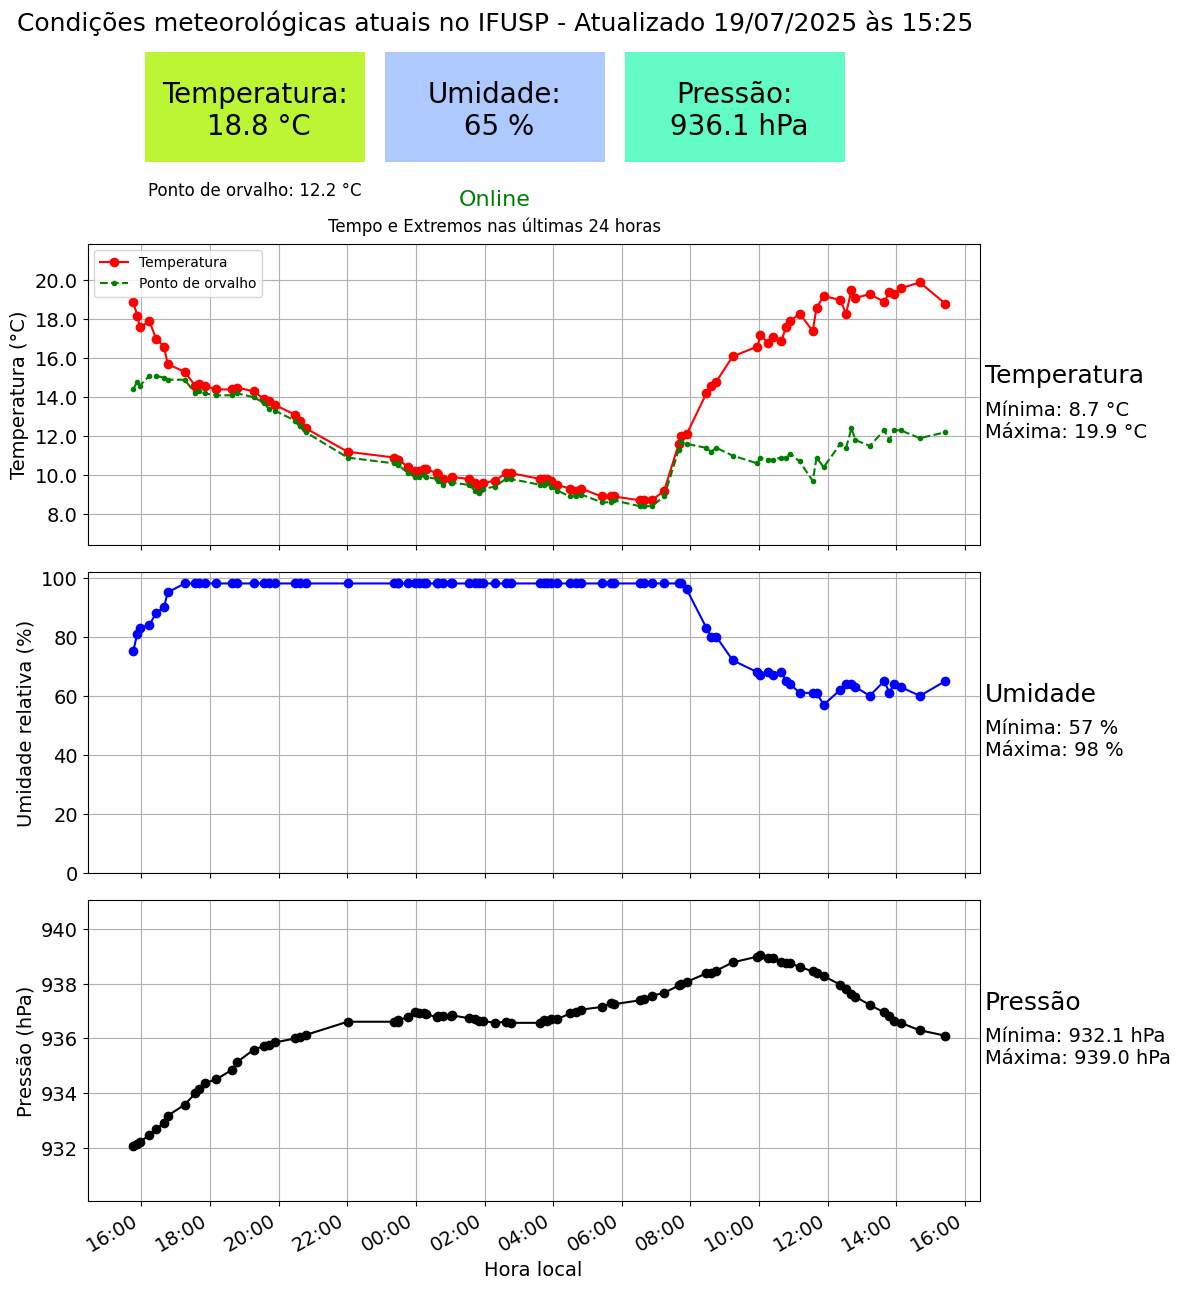 Condições meteorológicas atuais no IFUSP - Atualizado 19/07/2025 às 15:25
Temperatura:
18.8 °C
Umidade:
65 %
Pressão:
936.1 hPa
Ponto de orvalho: 12.2 °C
Online
Tempo e Extremos nas últimas 24 horas
Temperatura
Ponto de orvalho
Temperatura (°C)
20.0
18.0
16.0
14.0
12.0
10.0
8.0
Temperatura
Mínima: 8.7 °C
Máxima: 19.9 °C
Umidade relativa (%)
100
80
60
40
20
0
Umidade
Mínima: 57 %
Máxima: 98 %
Pressão (hPa)
940
938
936
934
932
Pressão
Mínima: 932.1 hPa
Máxima: 939.0 hPa
16:00 18:00 20:00 22:00 00:00 02:00 04:00 06:00 08:00 10:00 12:00 14:00 16:00
Hora local